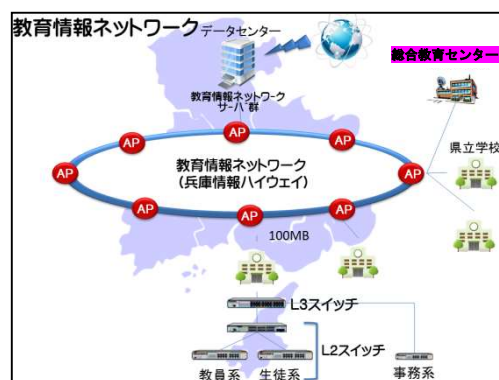 教育情報ネットワーク
データセンター
総合教育センター
教育情報ネットワーク
サーバ群
AP
AP
AP
AP
AP
教育情報ネットワーク
(兵庫情報ハイウェイ)
県立学校
AP
AP
AP
100MB
L3スイッチ
L2スイッチ
教員系
生徒系
事務系